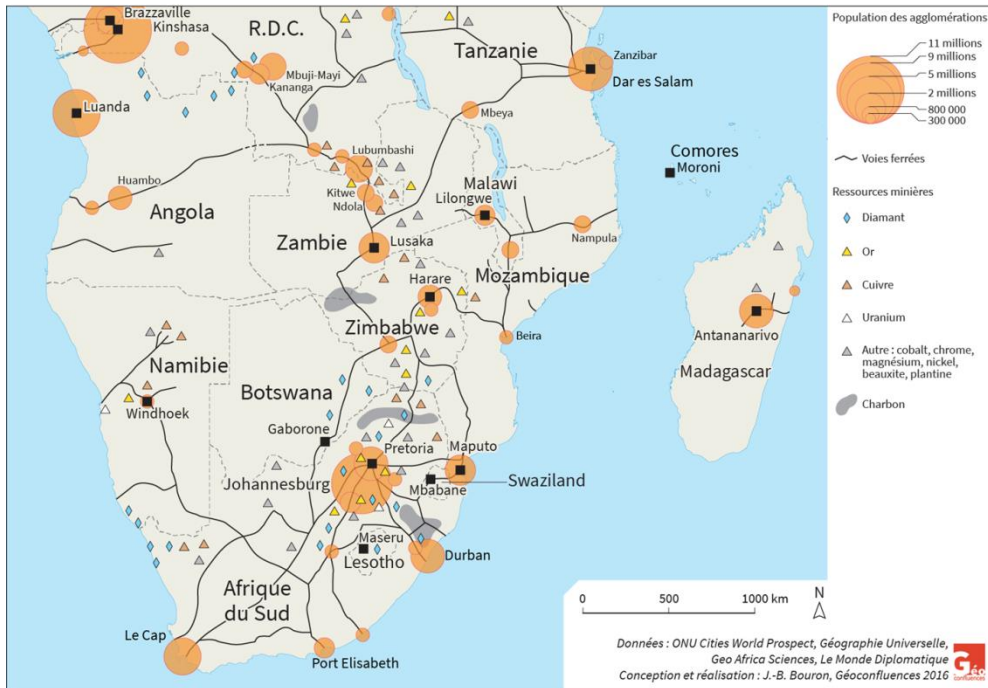 Brazzaville
Kinshasa
R.D.C.
Tanzanie
Zanzibar
Dar es Salam
Mbuji-Mayi
Kananga
Luanda
Mbeya
Lubumbashi
Comores
Moroni
Huambo
Kitwe
Ndola
Malawi
Lilongwe
Angola
Nampula
Zambie
Lusaka
Mozambique
Harare
Zimbabwe
Beira
Antananarivo
Madagascar
Namibie
Windhoek
Botswana
Gaborone
Pretoria
Maputo
Johannesburg
Mbabane
Swaziland
Maseru
Lesotho
Durban
Afrique
du Sud
Le Cap
Port Elisabeth
Population des agglomérations
11 millions
9 millions
5 millions
2 millions
800 000
300 000
Voies ferrées
Ressources minières
Diamant
Or
Cuivre
Uranium
Autre : cobalt, chrome,
magnésium, nickel,
beauxite, plantine
Charbon
0 500 1000 km
N
Données : ONU Cities World Prospect, Géographie Universelle,
Geo Africa Sciences, Le Monde Diplomatique
Conception et réalisation : J.-B. Bouron, Géoconfluences 2016
Géo
confluences